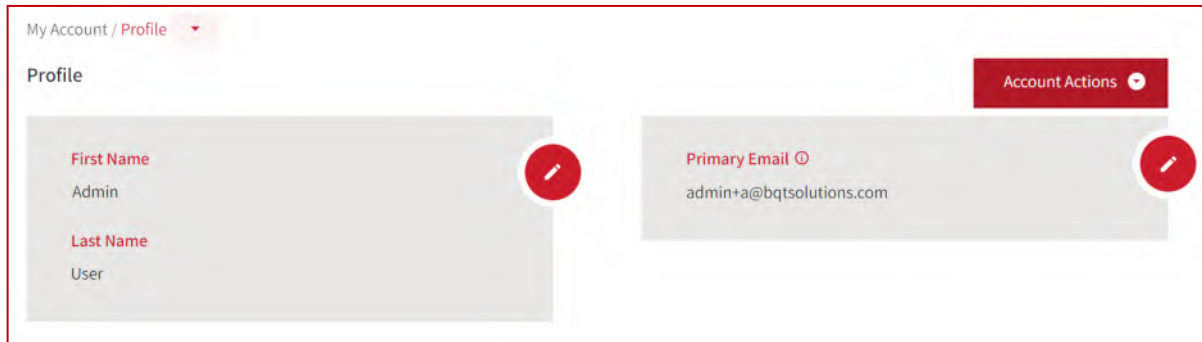 My Account / Profile
Profile
Account Actions
First Name
Admin
Last Name
User
Primary Email
admin+a@bqtsolutions.com